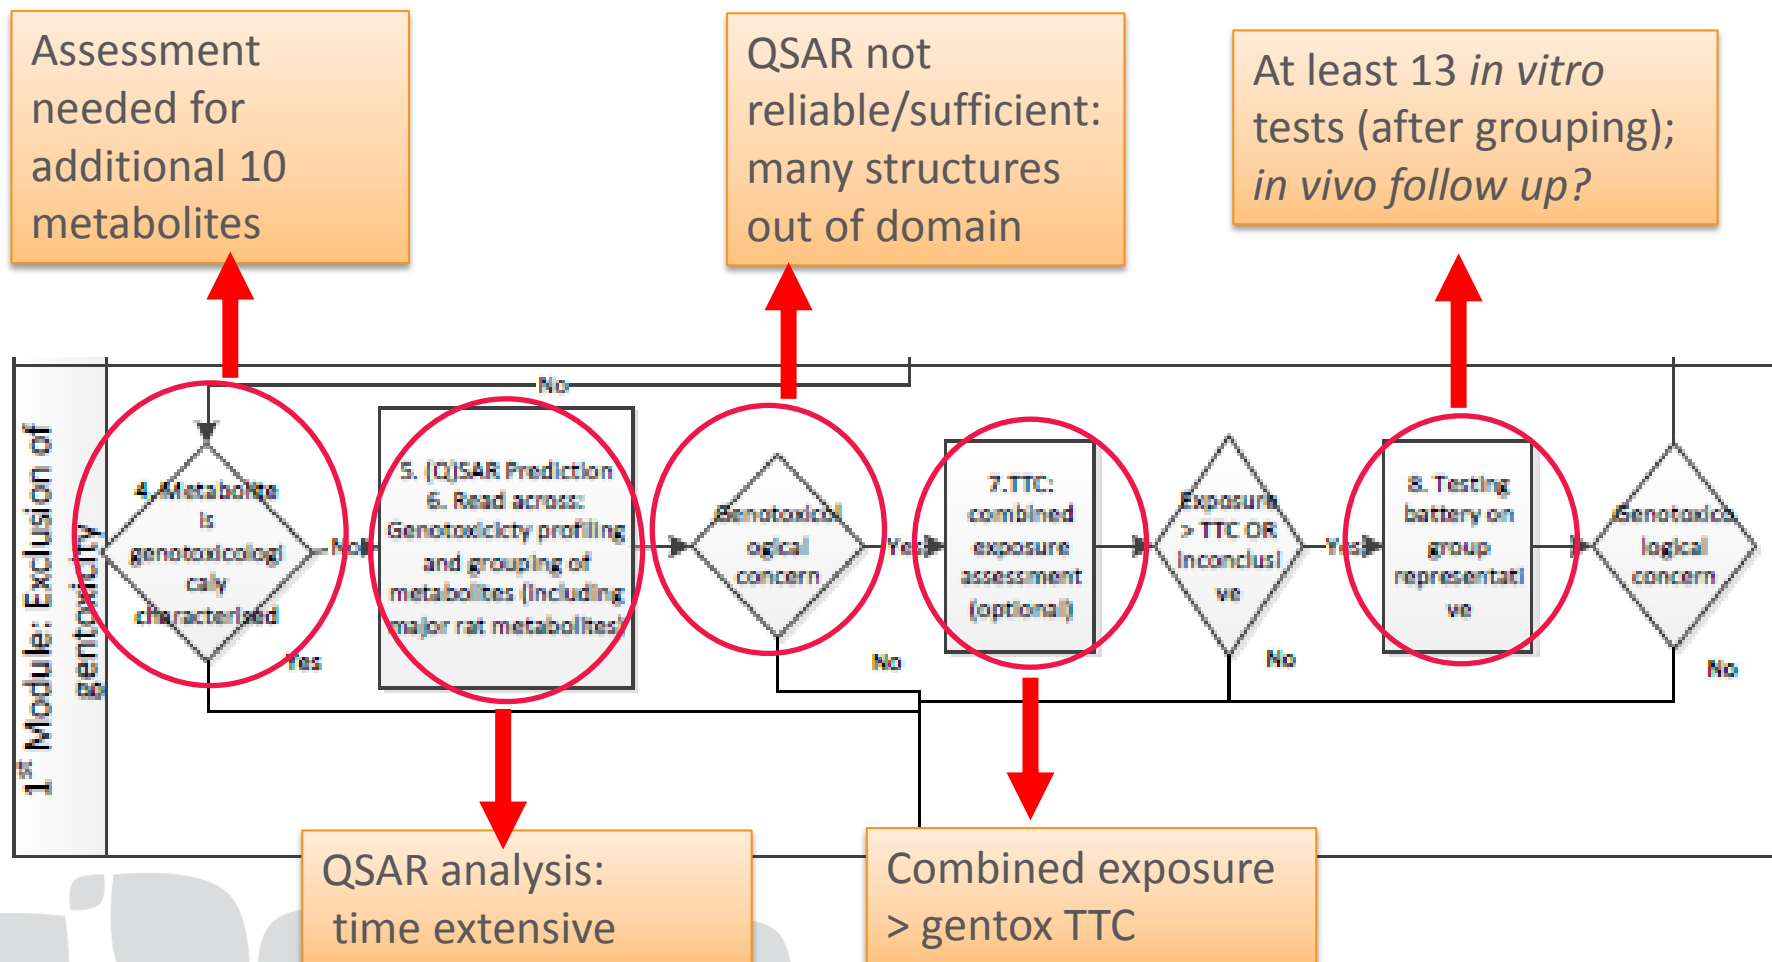 Assessment
needed for
additional 10
metabolites
QSAR not
reliable/sufficient:
many structures
out of domain
At least 13 in vitro
tests (after grouping);
in vivo follow up?
1st Module: Exclusion of
gentoxicity
No
4. Metabolite
is
genotoxicologi
caly
characterised
No
Yes
5. (Q)SAR Prediction
6. Read across:
Genotoxicicty profiling
and grouping of
metabolites (including
major rat metabolites)
Genotoxicol
ogical
concern
Yes
No
7.TTC:
combined
exposure
assessment
(optional)
Exposure
> TTC OR
inconclusi
ve
Yes
No
8. Testing
battery on
group
representati
ve
Genotoxico
logical
concern
No
QSAR analysis:
time extensive
Combined exposure
> gentox TTC